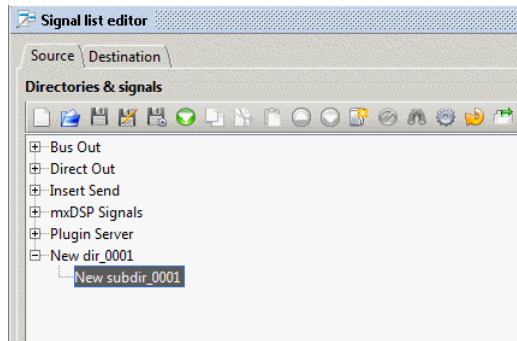 Signal list editor
Source Destination
Directories & signals
Bus Out
Direct Out
Insert Send
mxDSP Signals
Plugin Server
New dir_0001
New subdir_0001